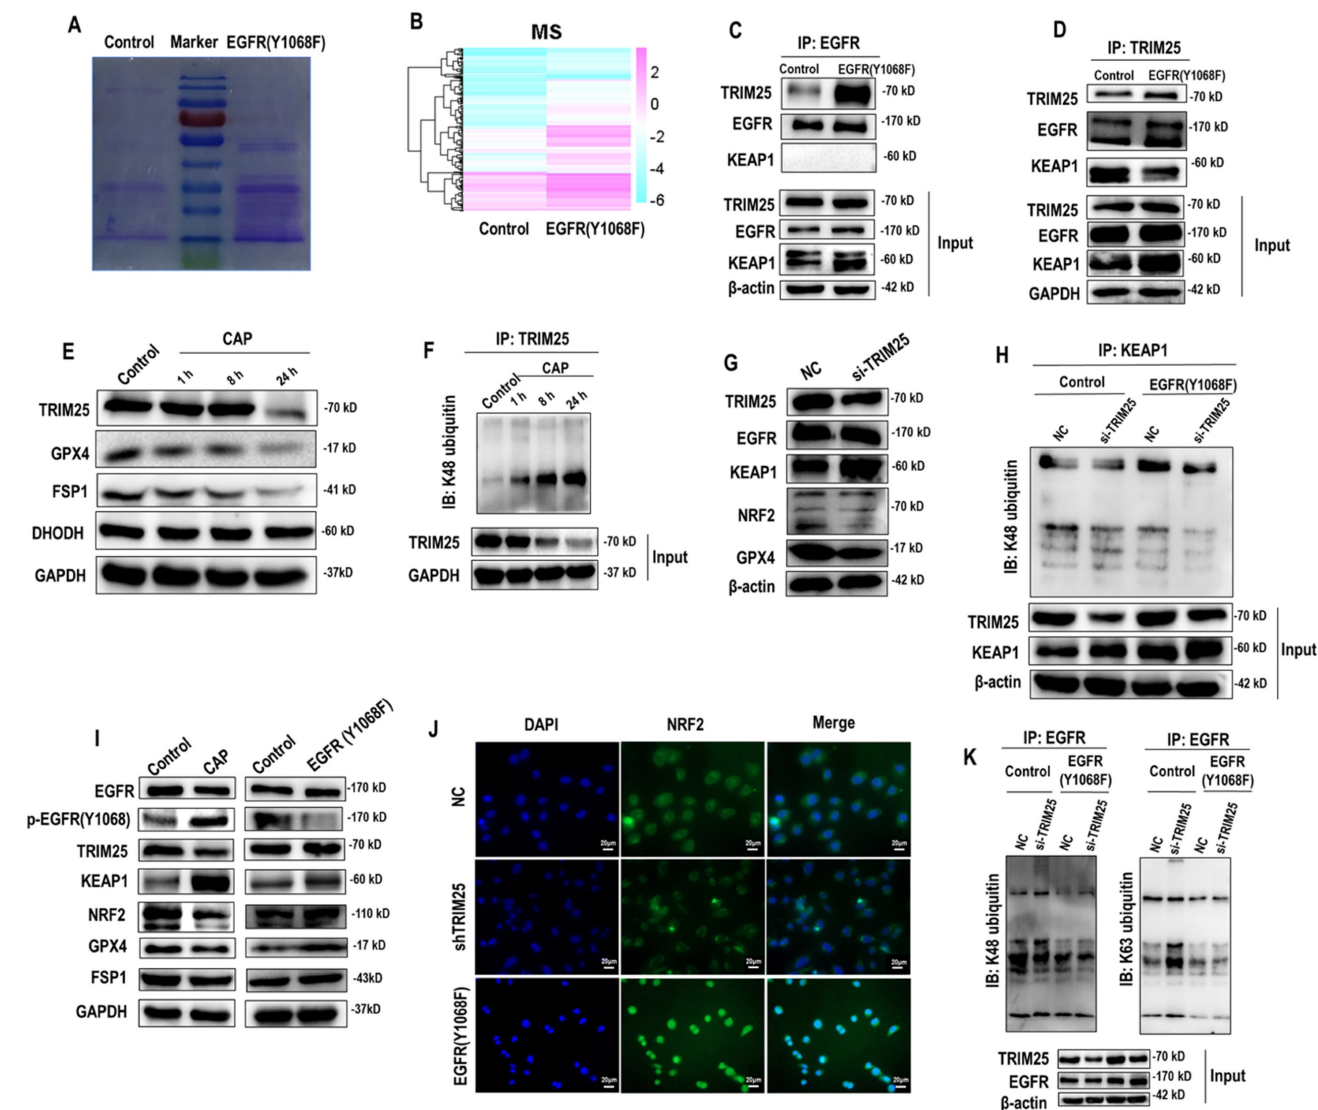 A
Control Marker EGFR(Y1068F)
B
MS
2
0
-2
-4
-6
Control EGFR(Y1068F)
C
IP: EGFR
Control EGFR(Y1068F)
TRIM25 -70 kD
EGFR -170 kD
KEAP1 -60 kD
TRIM25 -70 kD
EGFR -170 kD
KEAP1 -60 kD
β-actin -42 kD
Input
D
IP: TRIM25
Control EGFR(Y1068F)
TRIM25 -70 kD
EGFR -170 kD
KEAP1 -60 kD
TRIM25 -70 kD
EGFR -170 kD
KEAP1 -60 kD
GAPDH -42 kD
Input
E
CAP
Control 1 h 8 h 24 h
TRIM25 -70 kD
GPX4 -17 kD
FSP1 -41 kD
DHODH -60 kD
GAPDH -37kD
F
IP: TRIM25
CAP
Control 1 h 8 h 24 h
IB: K48 ubiquitin
TRIM25 -70 kD
GAPDH -37 kD
Input
G
NC si-TRIM25
TRIM25 -70 kD
EGFR -170 kD
KEAP1 -60 kD
NRF2 -70 kD
GPX4 -17 kD
β-actin -42 kD
H
IP: KEAP1
Control EGFR(Y1068F)
NC si-TRIM25 NC si-TRIM25
IB: K48 ubiquitin
TRIM25 -70 kD
KEAP1 -60 kD
β-actin -42 kD
Input
I
Control CAP Control EGFR (Y1068F)
EGFR -170 kD
p-EGFR(Y1068) -170 kD
TRIM25 -70 kD
KEAP1 -60 kD
NRF2 -110 kD
GPX4 -17 kD
FSP1 -43kD
GAPDH -37kD
J
DAPI NRF2 Merge
NC
20μm 20μm 20μm
shTRIM25
20μm 20μm 20μm
EGFR(Y1068F)
20μm 20μm 20μm
K
IP: EGFR
Control EGFR
(Y1068F)
NC si-TRIM25 NC si-TRIM25
IB: K48 ubiquitin
IP: EGFR
Control EGFR
(Y1068F)
NC si-TRIM25 NC si-TRIM25
IB: K63 ubiquitin
TRIM25 -70 kD
EGFR -170 kD
β-actin -42 kD
Input